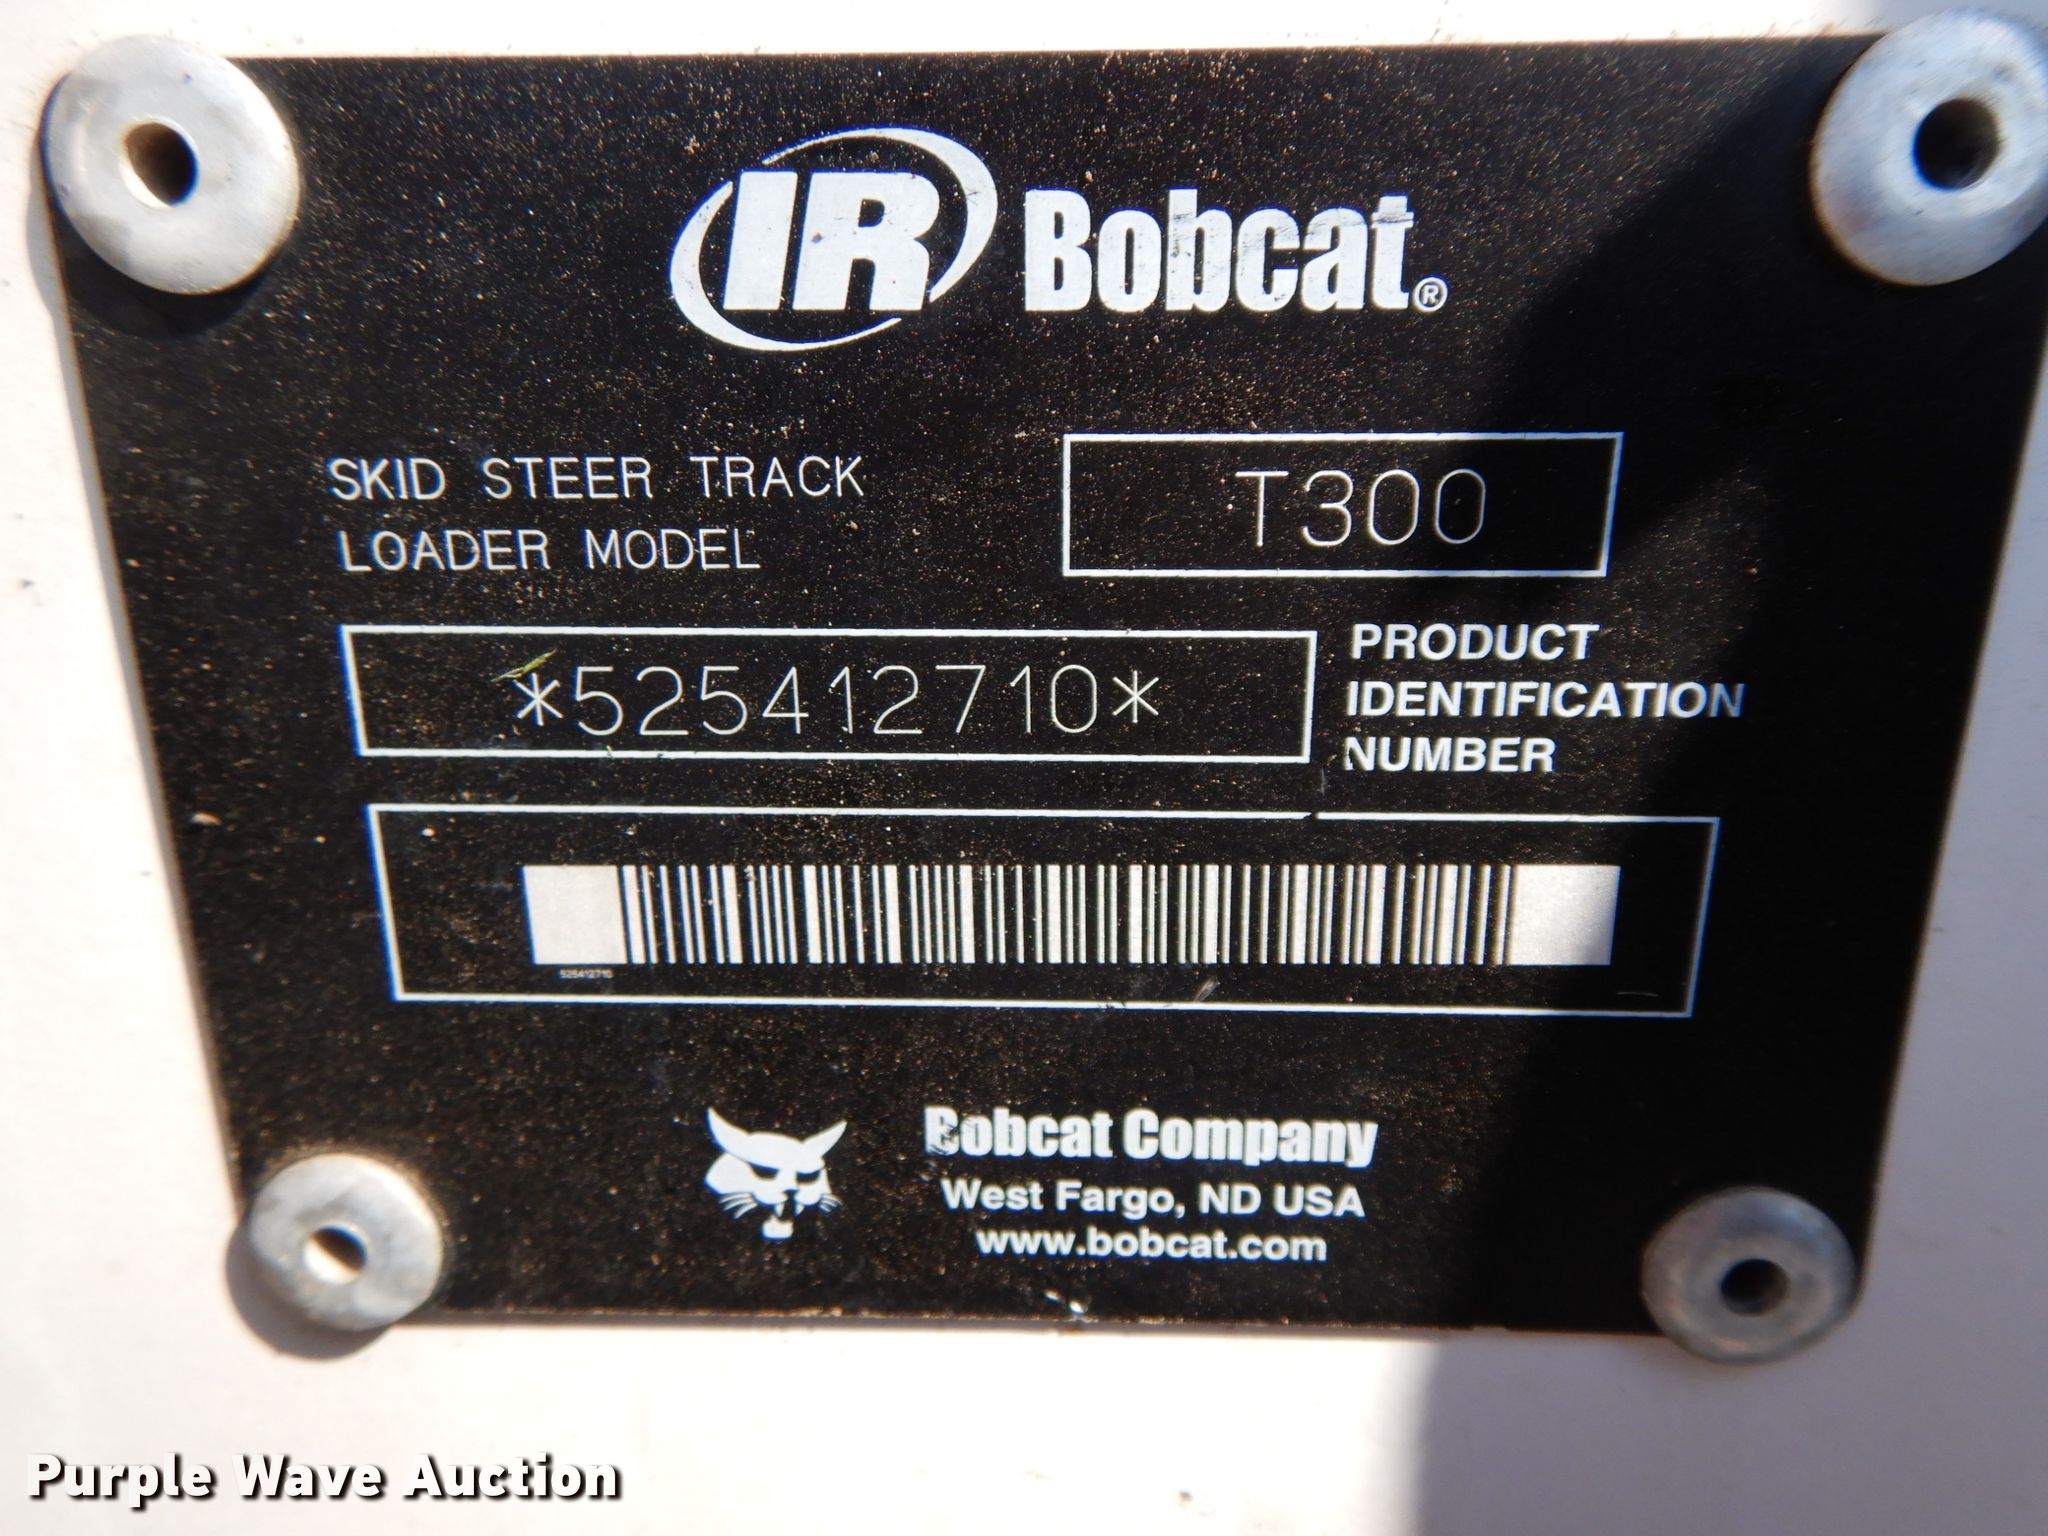 IR Bobcat®
SKID STEER TRACK
LOADER MODEL
T300
*525412710*
PRODUCT
IDENTIFICATION
NUMBER
525412710
Bobcat Company
West Fargo, ND USA
www.bobcat.com
Purple Wave Auction